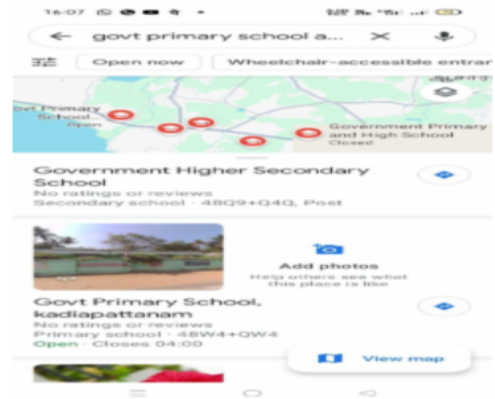 16:07
govt primary school a...
Open now
Wheelchair-accessible entrar
Govt Primary
School
Open
Government Primary
and High School
Closed
Government Higher Secondary
School
No ratings or reviews
Secondary school · 48Q9+Q4Q, Post
Add photos
Help others see what
this place is like
Govt Primary School,
kadiapattanam
No ratings or reviews
Primary school · 48W4+QW4
Open · Closes 04:00
View map